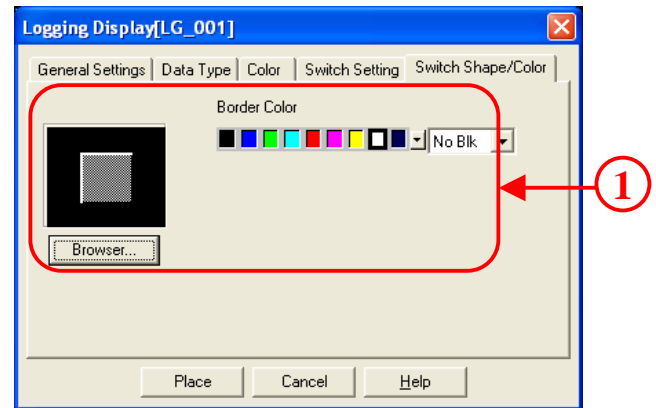 Logging Display[LG_001]
General Settings Data Type Color Switch Setting Switch Shape/Color
Border Color
No Blk
1
Browser...
Place Cancel Help